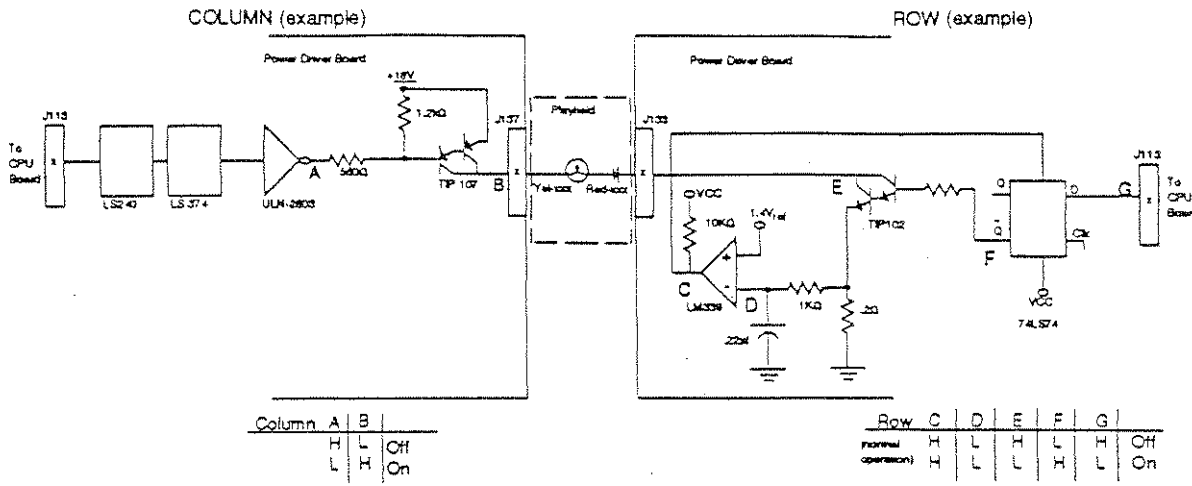 COLUMN (example)
ROW (example)
Power Driver Board
Power Driver Board
+18V
1.2KΩ
J113
To
CPU
Board
x
LS240
LS374
ULN-2803
A
560Ω
TIP 107
B
J137
x
Playfield
Yel-xxx
Red-xxx
J133
x
VCC
10KΩ
1.4Vref
+
-
C
LM339
D
1KΩ
E
TIP102
F
Q
Q
D
Clk
VCC
74LS74
G
J113
x
To
CPU
Board
Column A B
H L Off
L H On
Row C D E F G
(normal operation)
H L H L H Off
H L L H L On